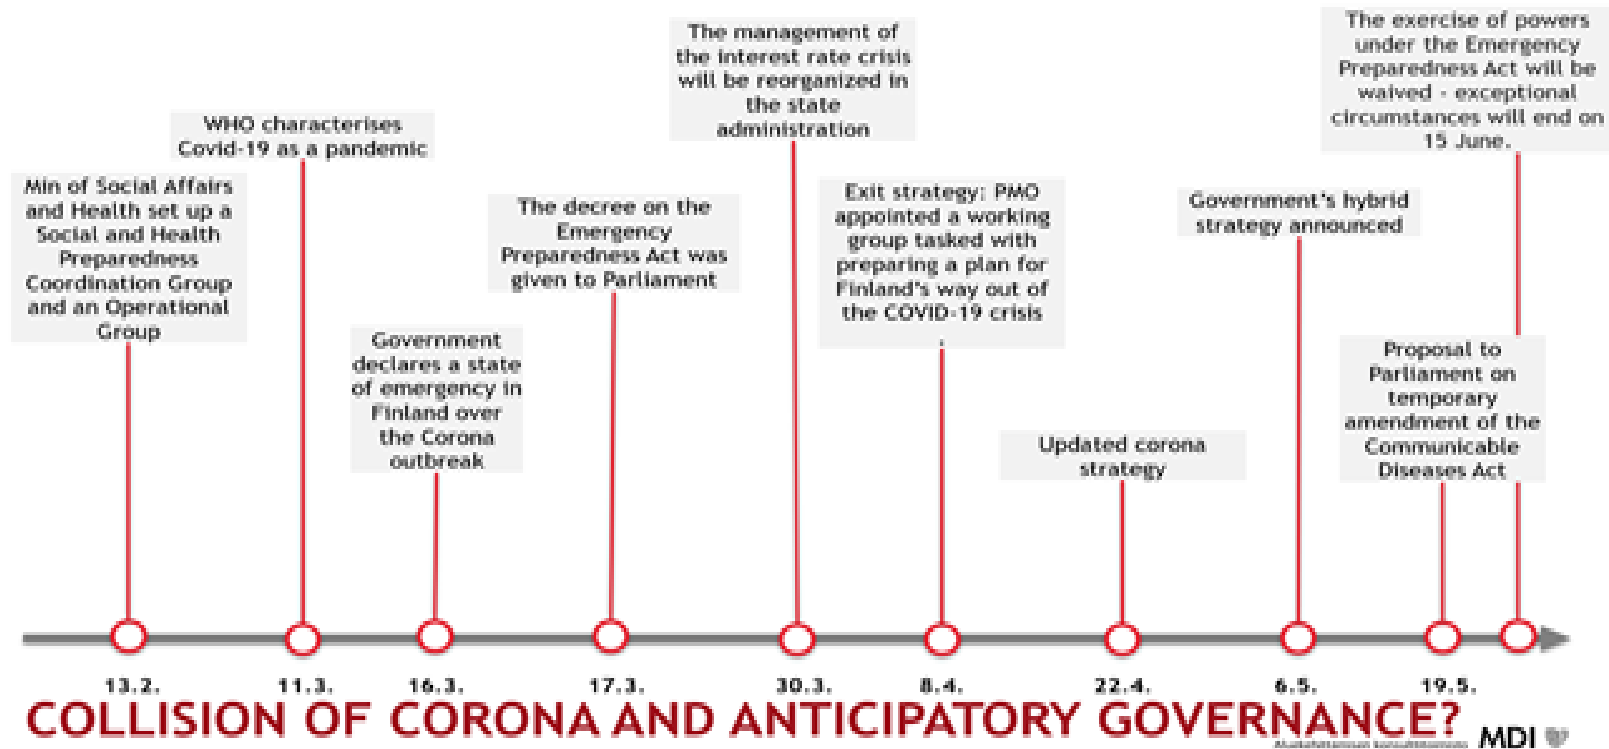 Min of Social Affairs
and Health set up a
Social and Health
Preparedness
Coordination Group
and an Operational
Group
WHO characterises
Covid-19 as a pandemic
Government
declares a state
of emergency in
Finland over
the Corona
outbreak
The decree on the
Emergency
Preparedness Act was
given to Parliament
The management of
the interest rate crisis
will be reorganized in
the state
administration
Exit strategy: PMO
appointed a working
group tasked with
preparing a plan for
Finland's way out of
the COVID-19 crisis
.
Updated corona
strategy
Government's hybrid
strategy announced
Proposal to
Parliament on
temporary
amendment of the
Communicable
Diseases Act
The exercise of powers
under the Emergency
Preparedness Act will be
waived - exceptional
circumstances will end on
15 June.
13.2.
11.3.
16.3.
17.3.
30.3.
8.4.
22.4.
6.5.
19.5.
COLLISION OF CORONA AND ANTICIPATORY GOVERNANCE?
MDI